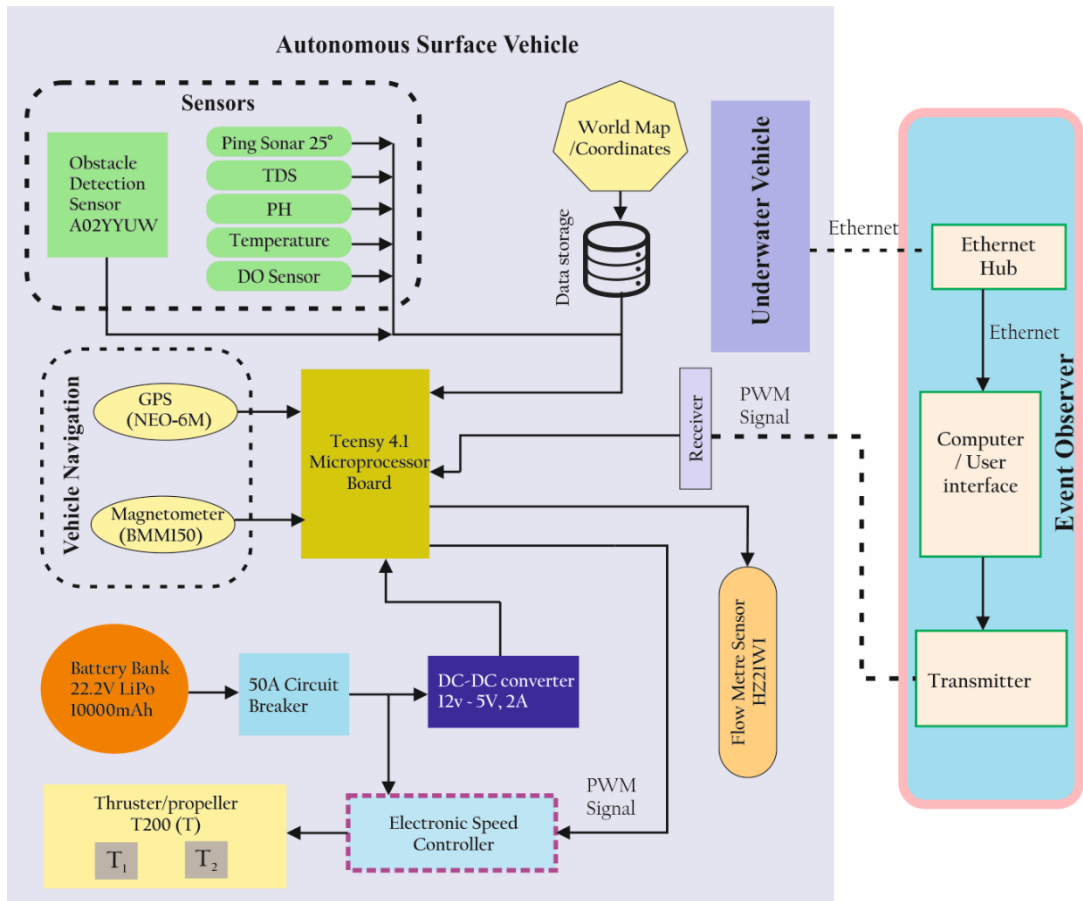 Autonomous Surface Vehicle
Sensors
Obstacle
Detection
Sensor
A02YYUW
Ping Sonar 25°
TDS
PH
Temperature
DO Sensor
World Map
/Coordinates
Data storage
Underwater Vehicle
Ethernet
Ethernet
Hub
Ethernet
Computer
/ User
interface
Transmitter
Event Observer
Vehicle Navigation
GPS
(NEO-6M)
Magnetometer
(BMM150)
Teensy 4.1
Microprocessor
Board
Receiver
PWM
Signal
Flow Metre Sensor
HZ21WI
Battery Bank
22.2V LiPo
10000mAh
50A Circuit
Breaker
DC-DC converter
12v ~ 5V, 2A
Thruster/propeller
T200 (T)
T₁
T₂
Electronic Speed
Controller
PWM
Signal